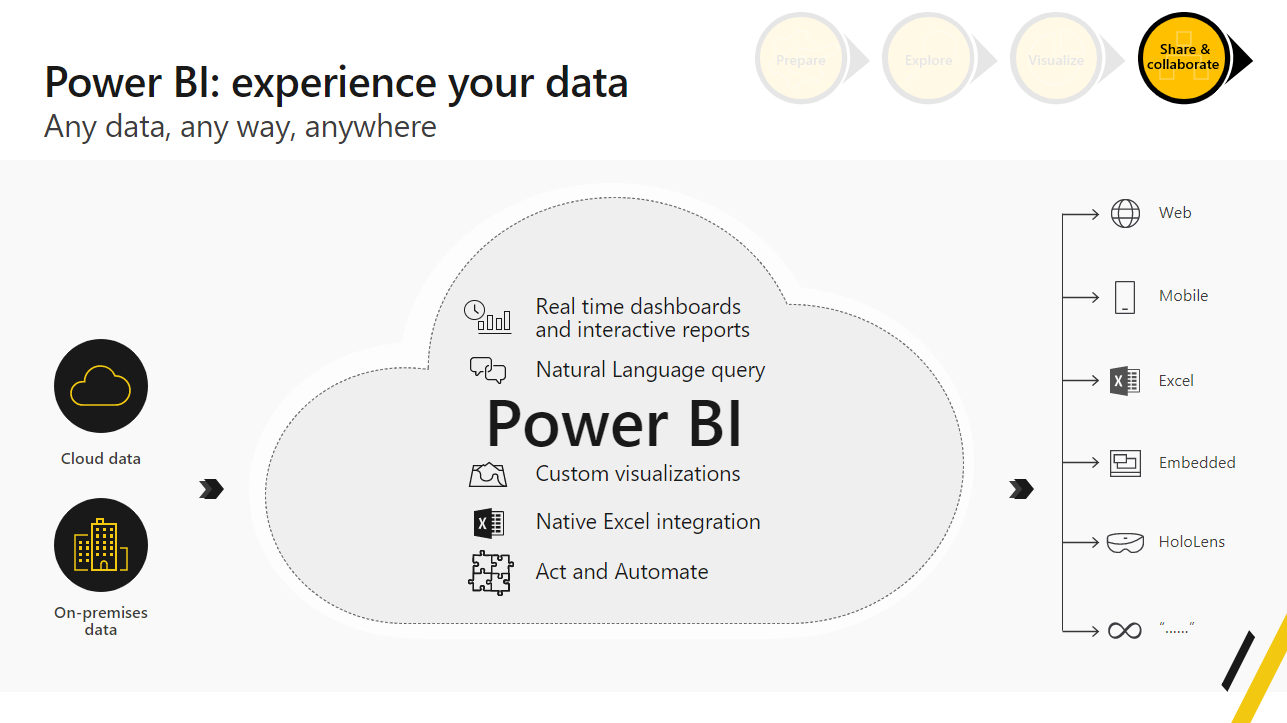 Prepare
Explore
Visualize
Share &
collaborate
Power BI: experience your data
Any data, any way, anywhere
Cloud data
On-premises
data
Real time dashboards
and interactive reports
Natural Language query
Power BI
Custom visualizations
X
Native Excel integration
Act and Automate
Web
Mobile
X
Excel
Embedded
HoloLens
“......”